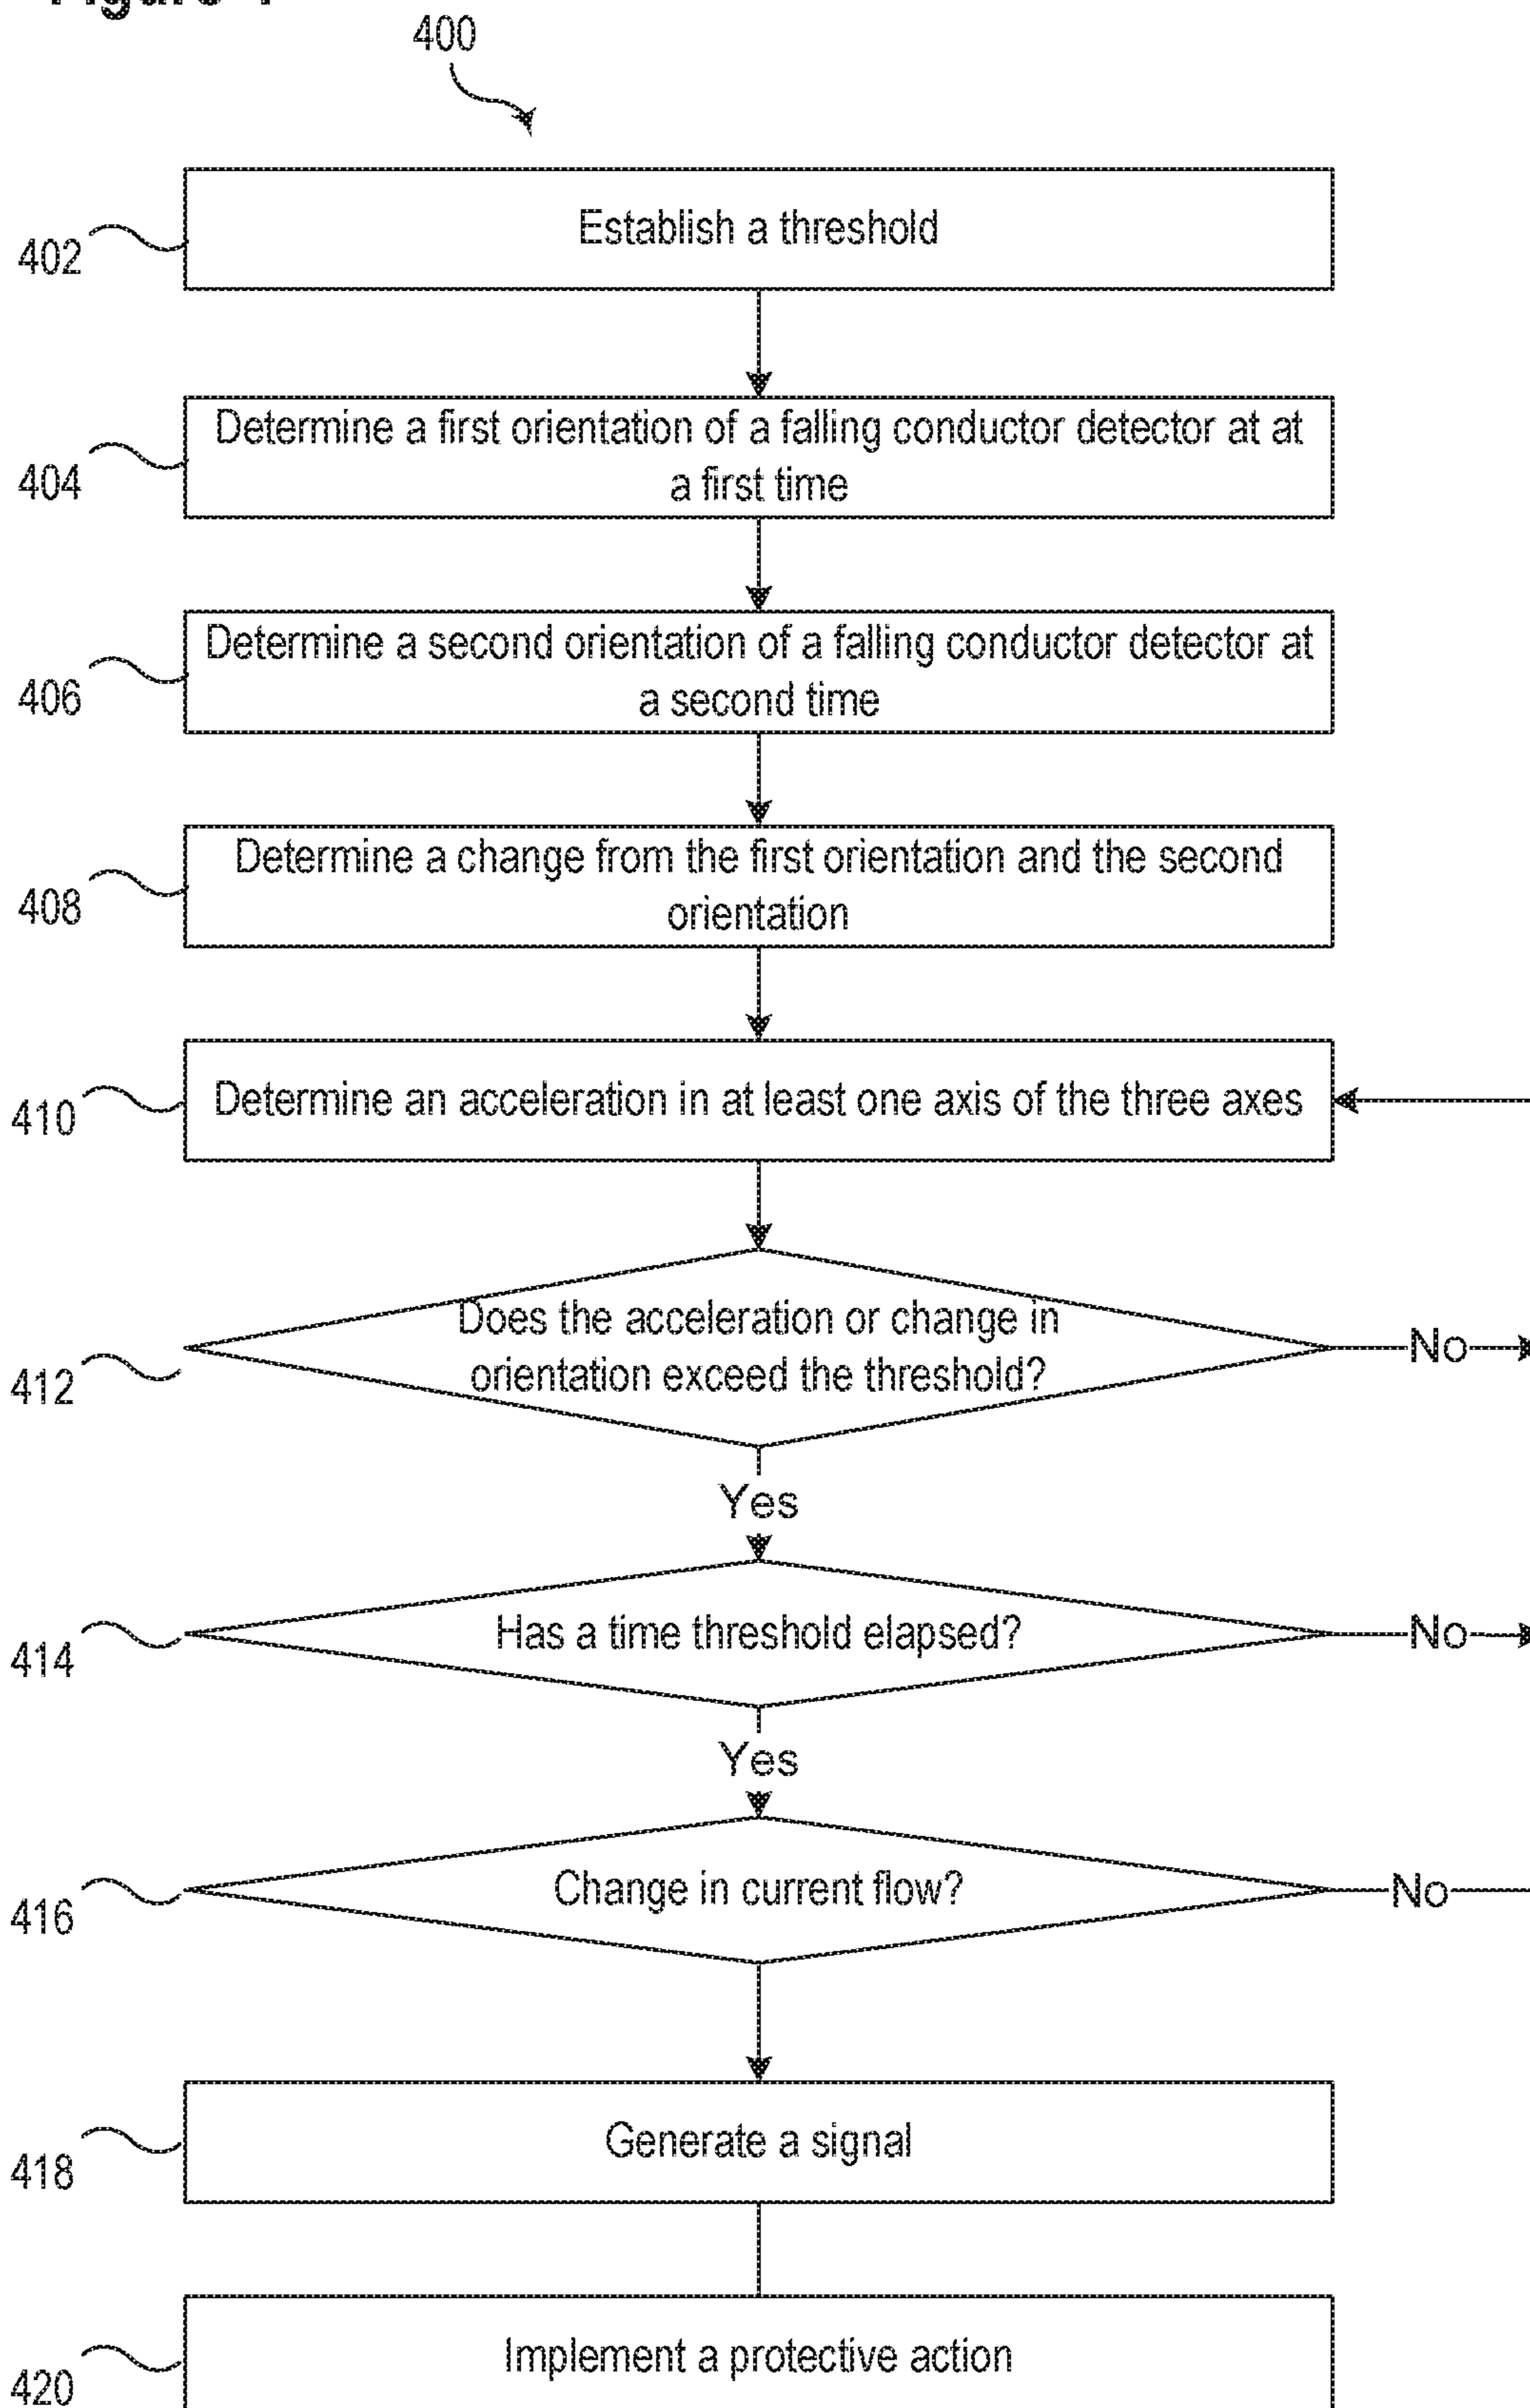 400
402
Establish a threshold
404
Determine a first orientation of a falling conductor detector at at
a first time
406
Determine a second orientation of a falling conductor detector at
a second time
408
Determine a change from the first orientation and the second
orientation
410
Determine an acceleration in at least one axis of the three axes
412
Does the acceleration or change in
orientation exceed the threshold?
No
Yes
414
Has a time threshold elapsed?
No
Yes
416
Change in current flow?
No
418
Generate a signal
420
Implement a protective action